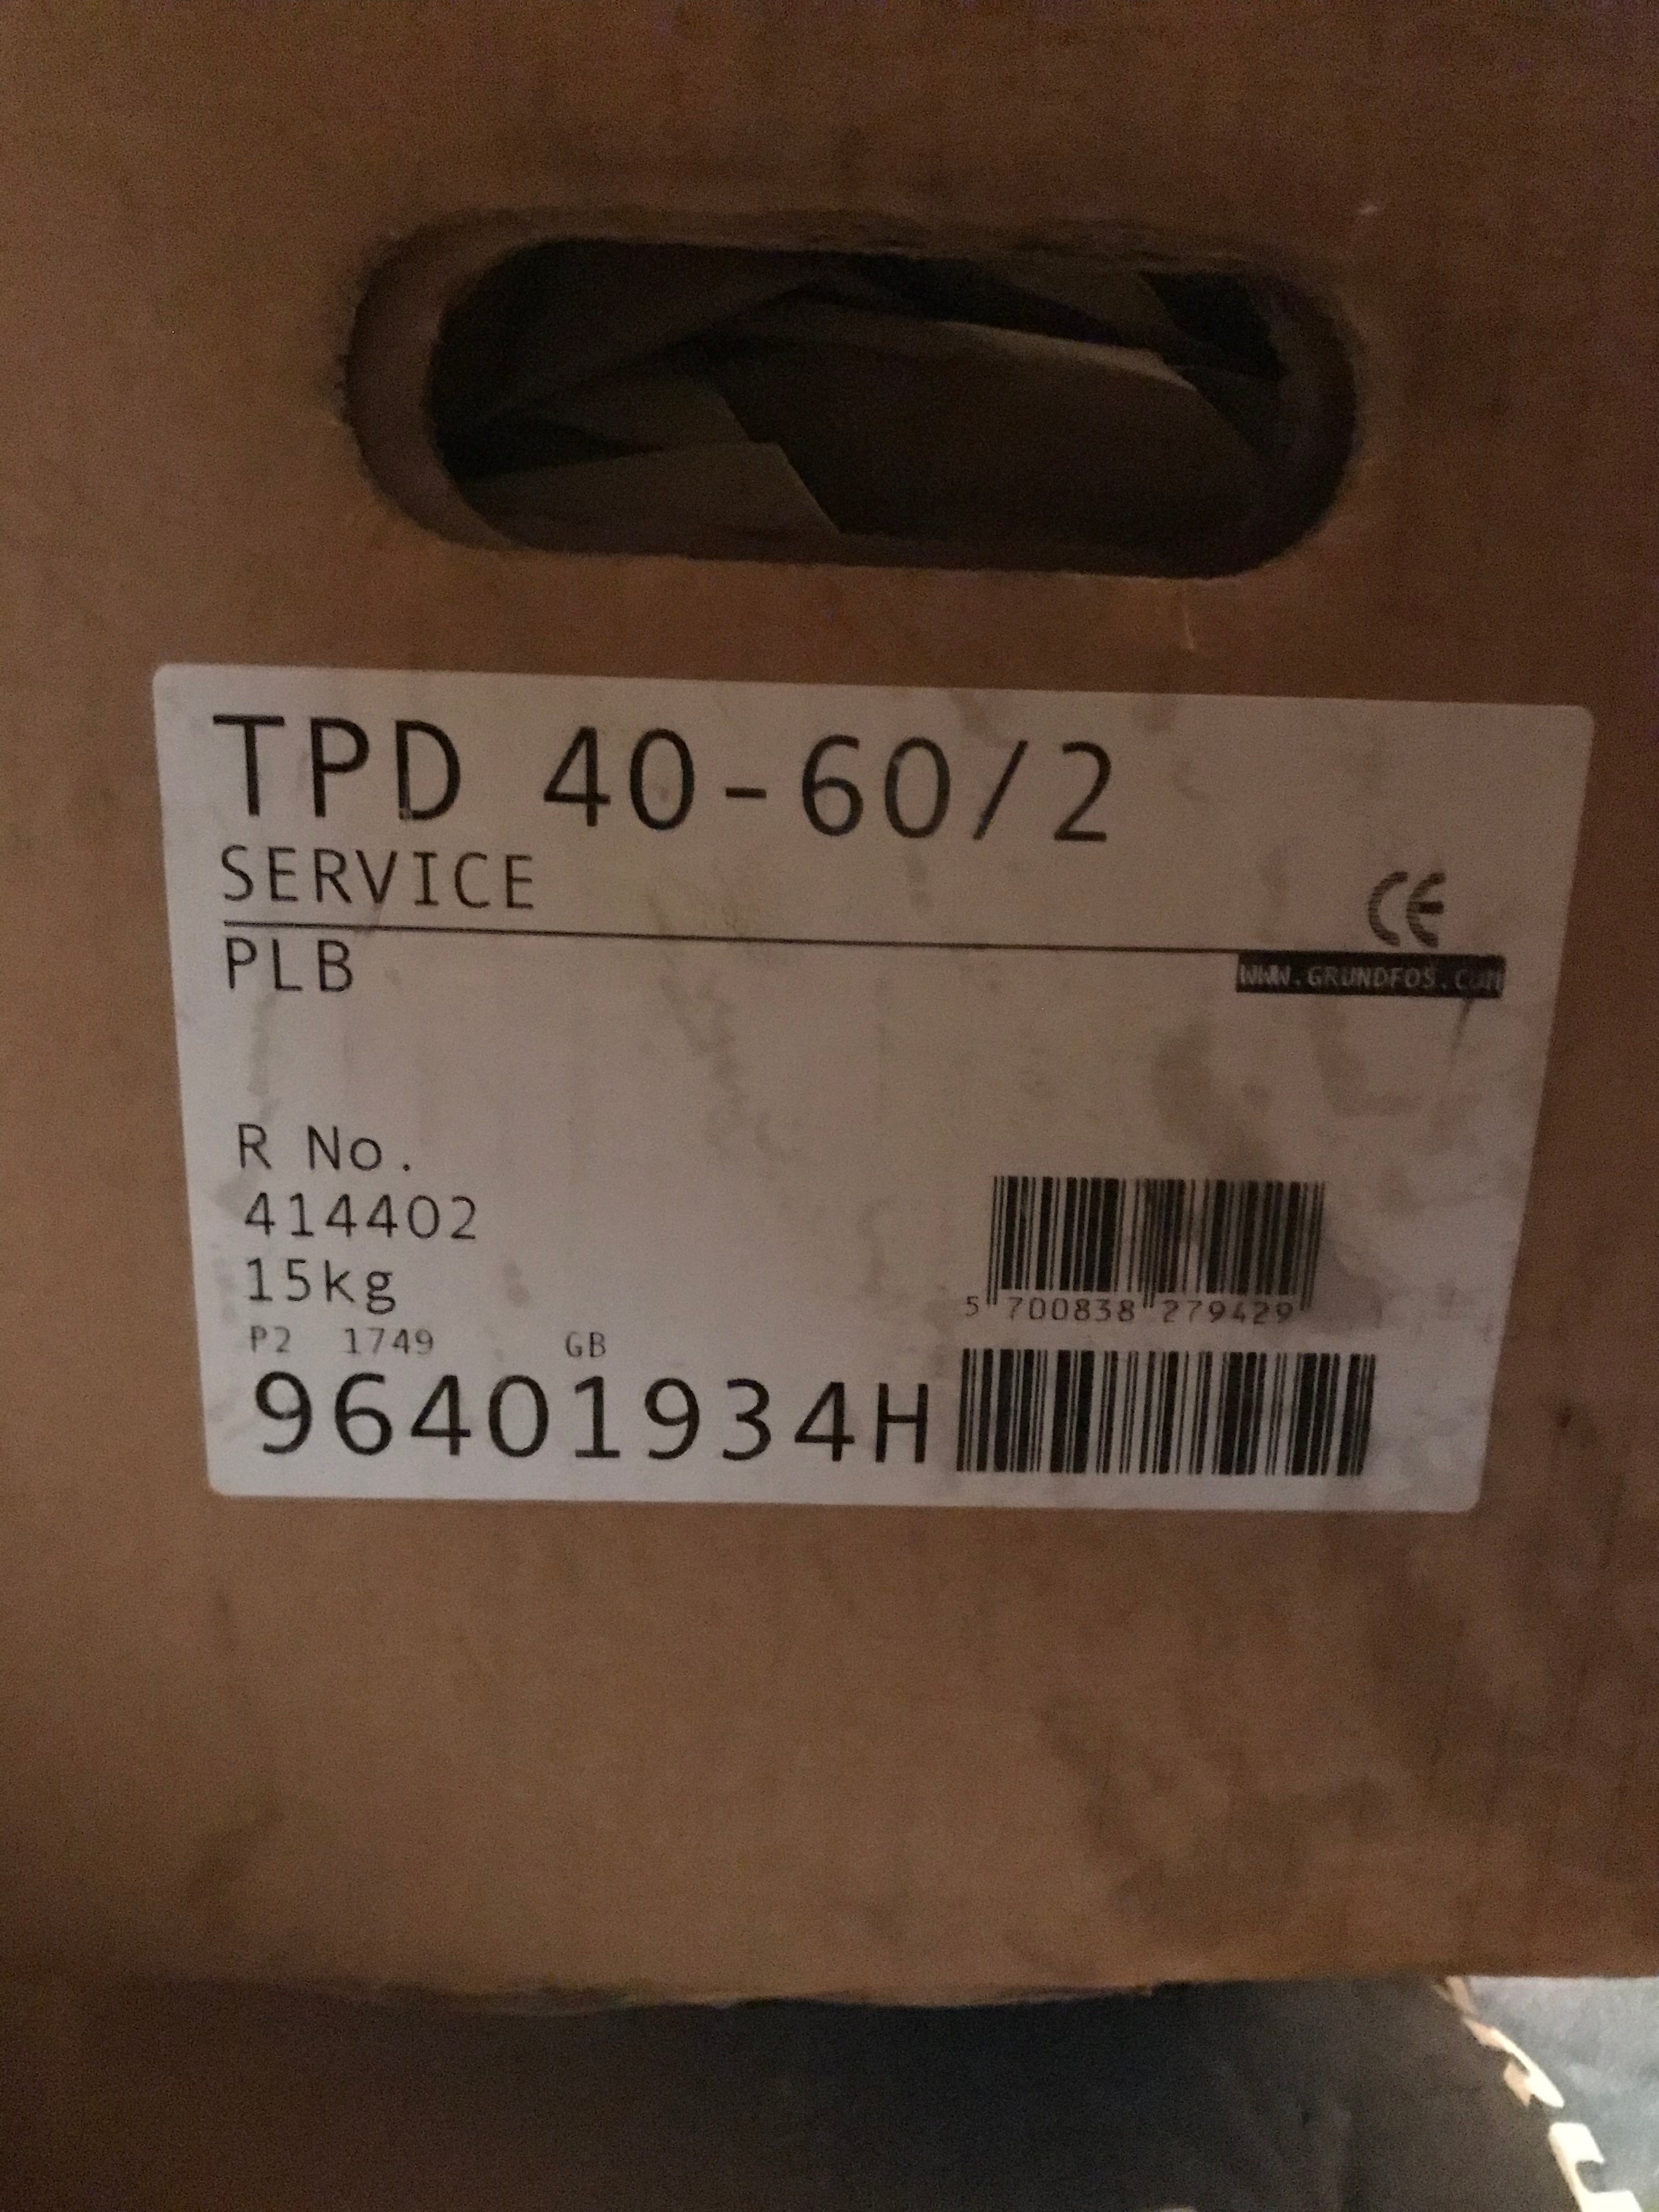 TPD 40-60/2
SERVICE
CE
PLB
WWW.GRUNDFOS.COM
R No.
414402
15kg
5 700838 279429
P2 1749 GB
96401934H